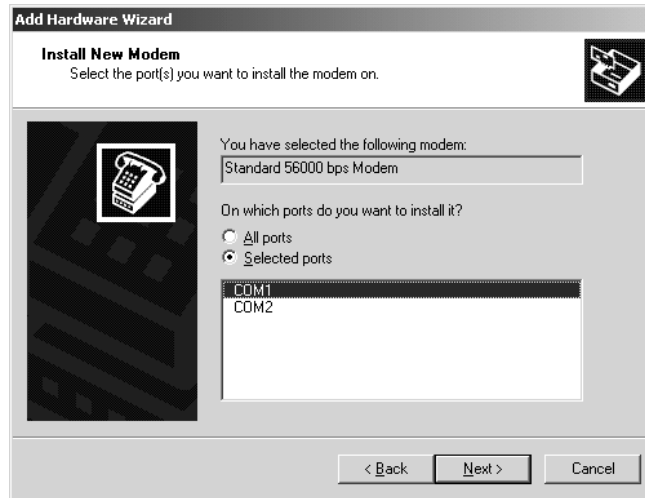 Add Hardware Wizard
Install New Modem
Select the port(s) you want to install the modem on.
You have selected the following modem:
Standard 56000 bps Modem
On which ports do you want to install it?
All ports
Selected ports
COM1
COM2
< Back
Next >
Cancel